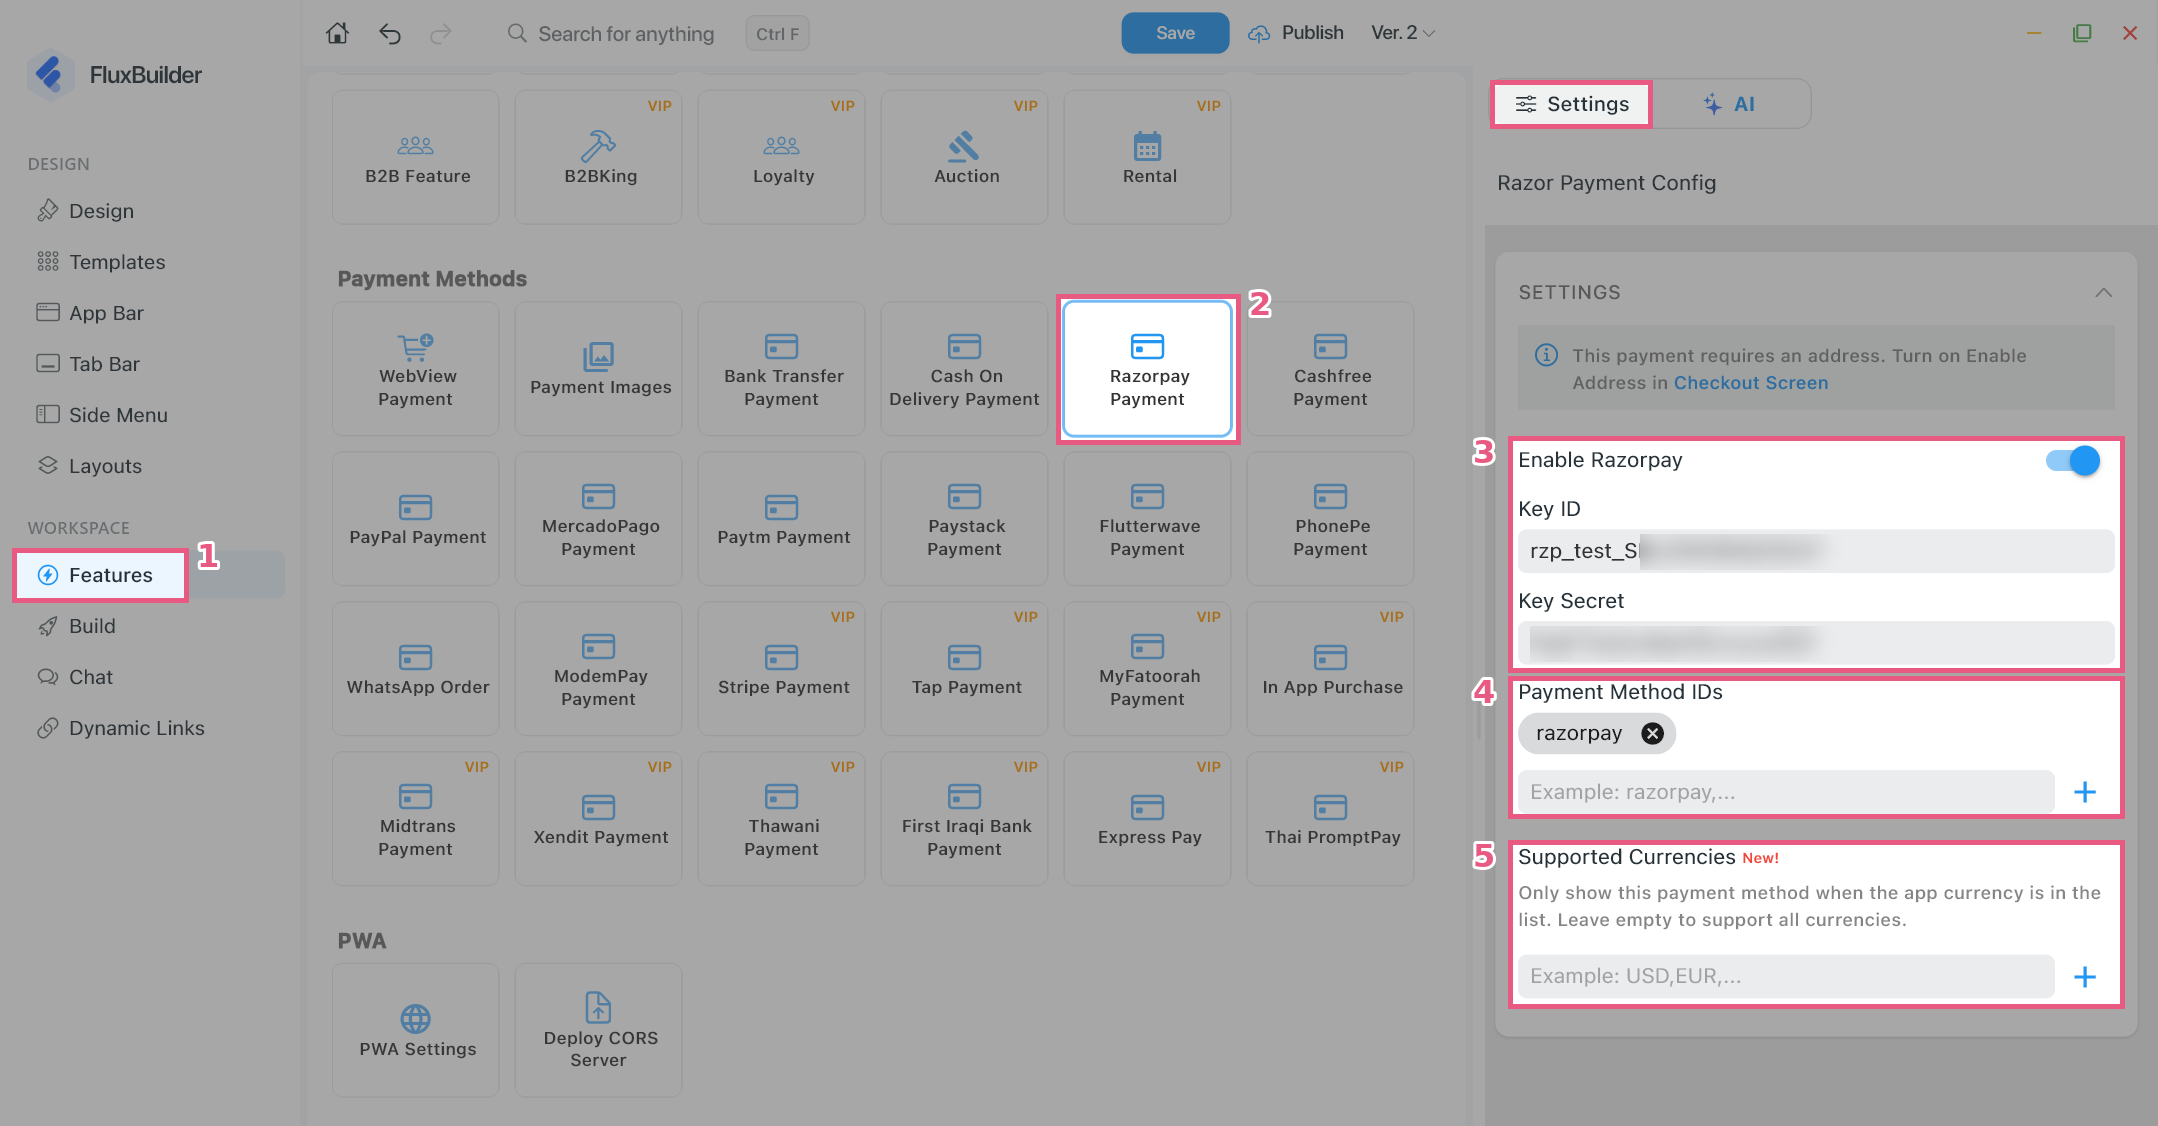 Search for anything
Ctrl F
Save
Publish
Ver. 2
FluxBuilder
DESIGN
Design
Templates
App Bar
Tab Bar
Side Menu
Layouts
WORKSPACE
Features
1
Build
Chat
Dynamic Links
B2B Feature
VIP
B2BKing
VIP
Loyalty
VIP
Auction
VIP
Rental
Payment Methods
WebView
Payment
Payment Images
Bank Transfer
Payment
Cash On
Delivery Payment
Razorpay
Payment
2
Cashfree
Payment
PayPal Payment
MercadoPago
Payment
Paytm Payment
Paystack
Payment
Flutterwave
Payment
PhonePe
Payment
WhatsApp Order
ModemPay
Payment
VIP
Stripe Payment
VIP
Tap Payment
VIP
MyFatoorah
Payment
VIP
In App Purchase
VIP
Midtrans
Payment
VIP
Xendit Payment
VIP
Thawani
Payment
VIP
First Iraqi Bank
Payment
VIP
Express Pay
VIP
Thai PromptPay
PWA
PWA Settings
Deploy CORS
Server
Settings
AI
Razor Payment Config
SETTINGS
This payment requires an address. Turn on Enable
Address in Checkout Screen
3
Enable Razorpay
Key ID
rzp_test_S
Key Secret
4
Payment Method IDs
razorpay
Example: razorpay,...
5
Supported Currencies New!
Only show this payment method when the app currency is in the
list. Leave empty to support all currencies.
Example: USD,EUR,...